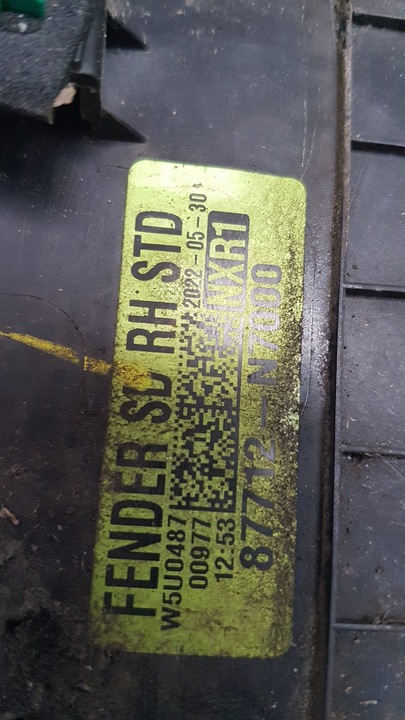 FENDER SD RH STD
W5U0487
2022-05-30
00977
12:53
NXR1
87712-N7000